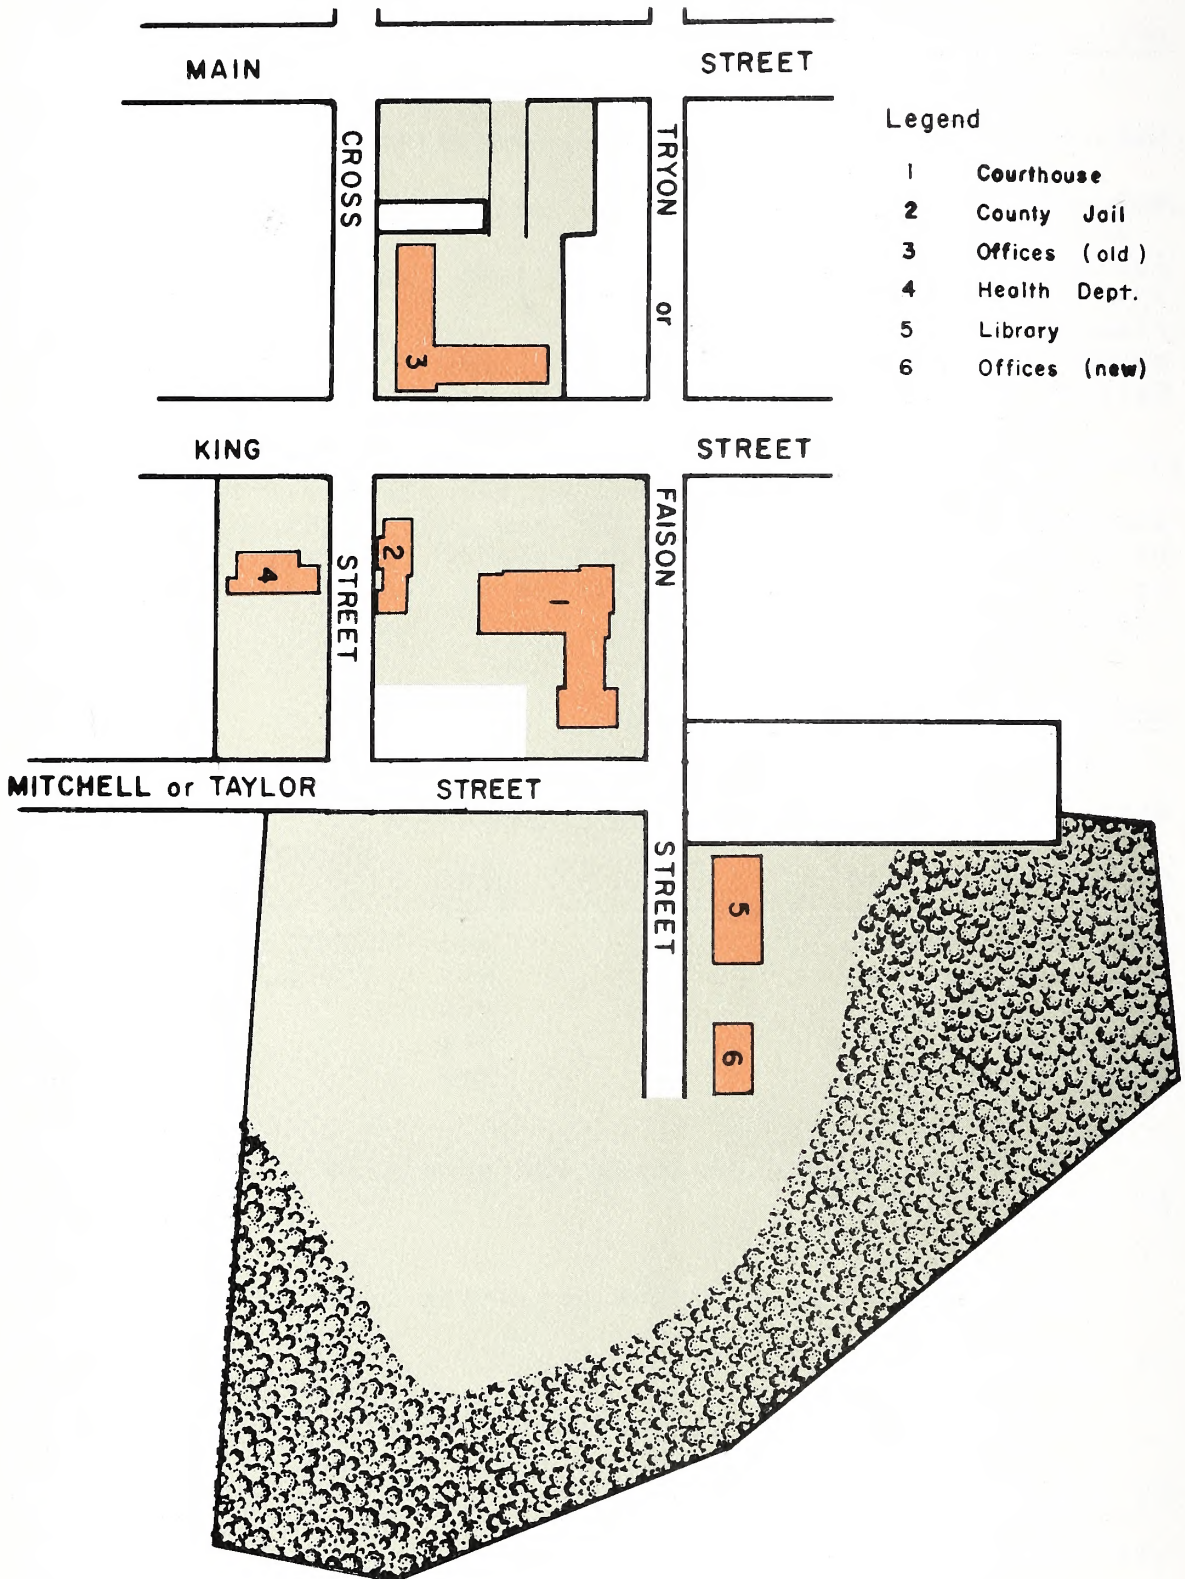 MAIN STREET
CROSS STREET
TRYON or FAISON STREET
Legend
1 Courthouse
2 County Jail
3 Offices (old)
4 Health Dept.
5 Library
6 Offices (new)
3
KING STREET
4
2
1
MITCHELL or TAYLOR STREET
5
6